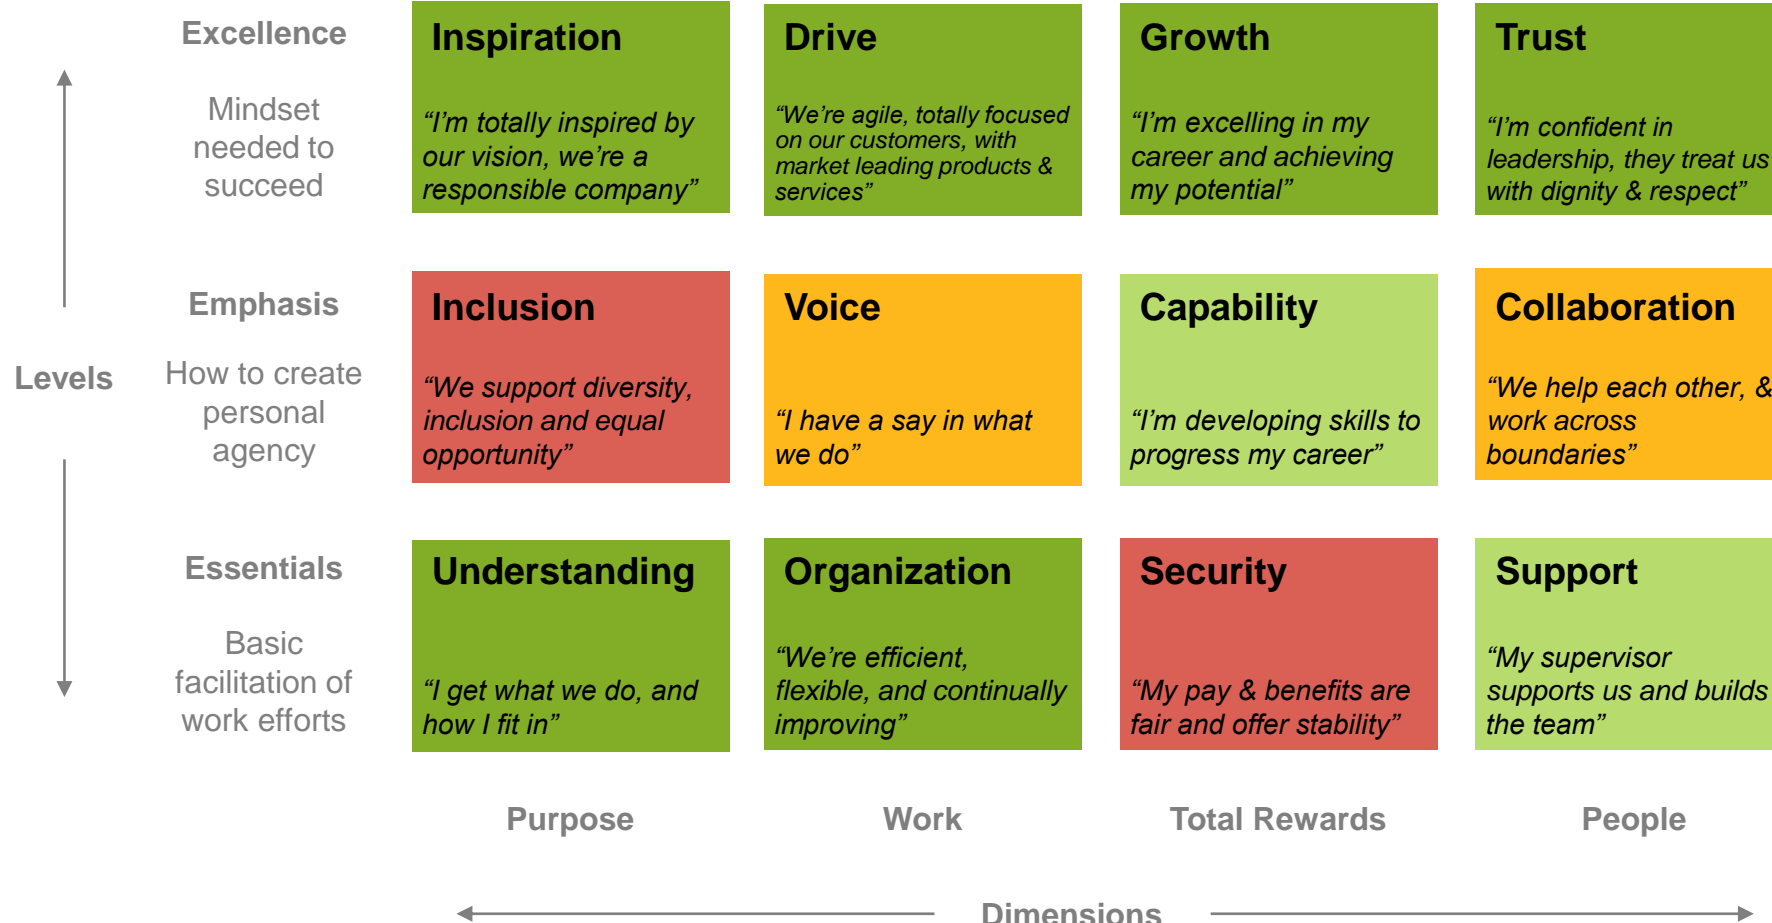 Excellence
Mindset
needed to
succeed
Inspiration
“I’m totally inspired by
our vision, we’re a
responsible company”
Drive
“We’re agile, totally focused
on our customers, with
market leading products &
services”
Growth
“I’m excelling in my
career and achieving
my potential”
Trust
“I’m confident in
leadership, they treat us
with dignity & respect”
Levels
Emphasis
How to create
personal
agency
Inclusion
“We support diversity,
inclusion and equal
opportunity”
Voice
“I have a say in what
we do”
Capability
“I’m developing skills to
progress my career”
Collaboration
“We help each other, &
work across
boundaries”
Essentials
Basic
facilitation of
work efforts
Understanding
“I get what we do, and
how I fit in”
Organization
“We’re efficient,
flexible, and continually
improving”
Security
“My pay & benefits are
fair and offer stability”
Support
“My supervisor
supports us and builds
the team”
Purpose
Work
Total Rewards
People
Dimensions